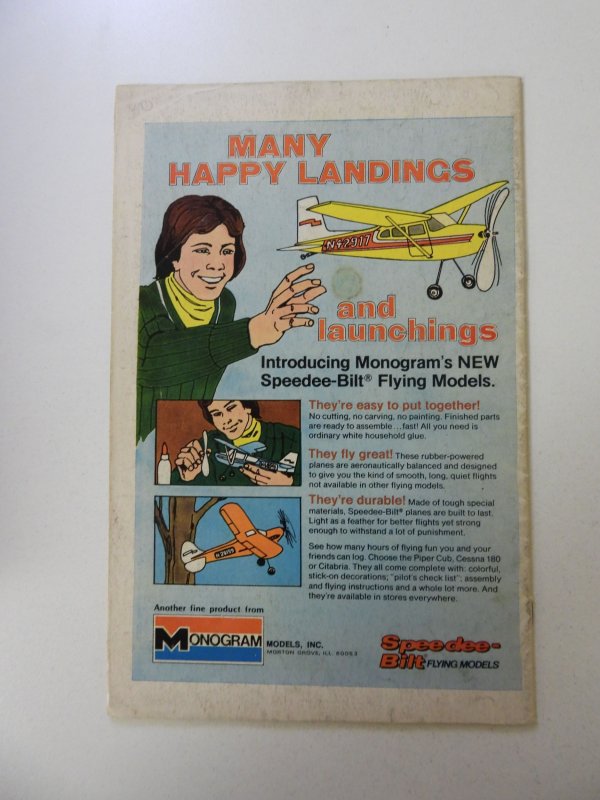 MANY
HAPPY LANDINGS
N42917
and
launchings
Introducing Monogram's NEW
Speedee-Bilt® Flying Models.
They're easy to put together!
No cutting, no carving, no painting. Finished parts
are ready to assemble...fast! All you need is
ordinary white household glue.
They fly great! These rubber-powered
planes are aeronautically balanced and designed
to give you the kind of smooth, long, quiet flights
not available in other flying models.
They're durable! Made of tough special
materials, Speedee-Bilt® planes are built to last.
Light as a feather for better flights yet strong
enough to withstand a lot of punishment.
See how many hours of flying fun you and your
friends can log. Choose the Piper Cub, Cessna 180
or Citabria. They all come complete with: colorful,
stick-on decorations; "pilot's check list"; assembly
and flying instructions and a whole lot more. And
they're available in stores everywhere.
Another fine product from
MONOGRAM MODELS, INC.
MORTON GROVE, ILL. 60053
Speedee-
Bilt FLYING MODELS